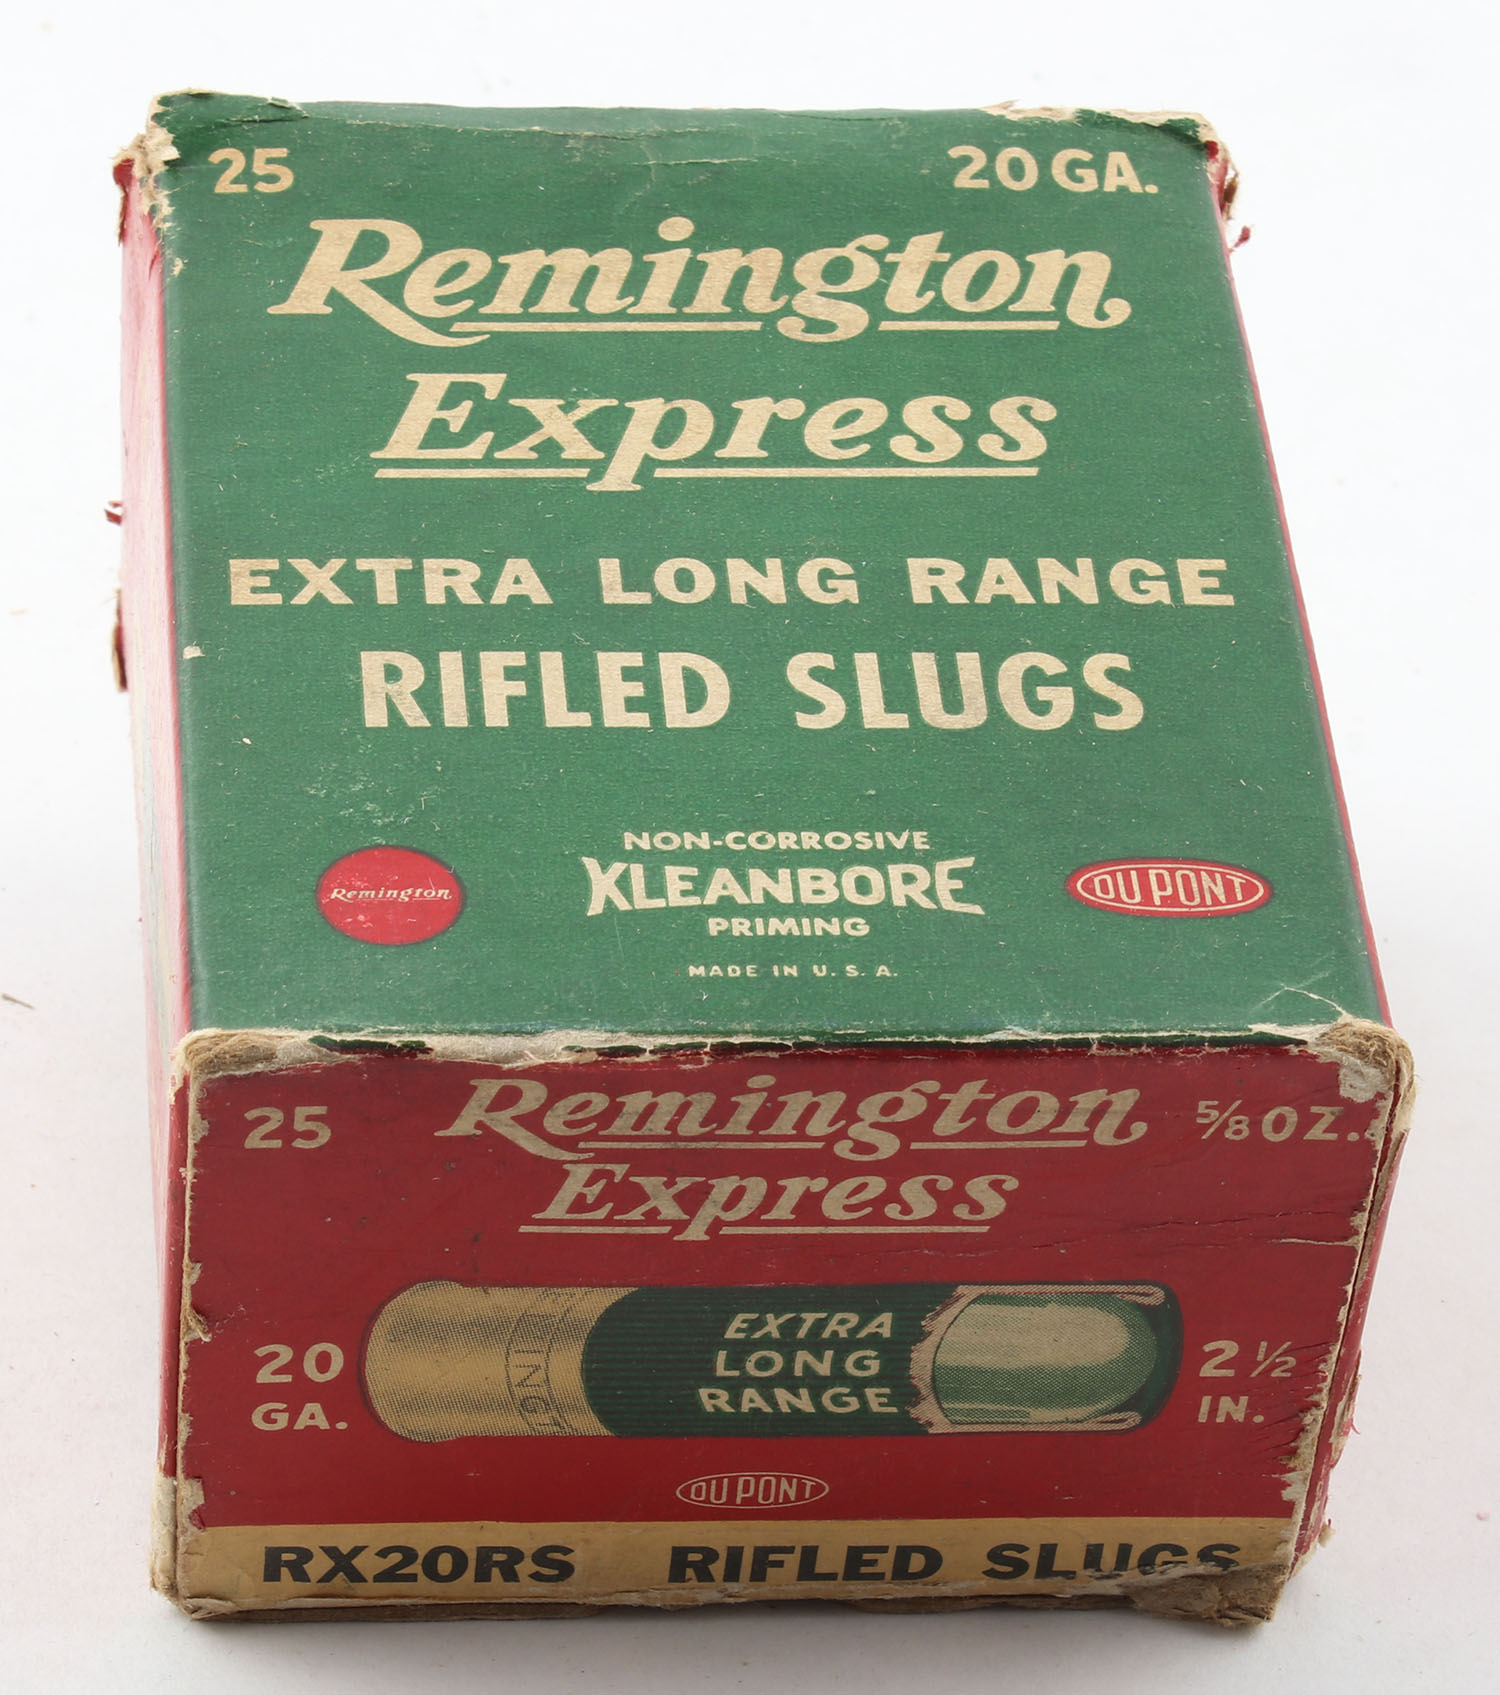 25 20 GA.
Remington
Express
EXTRA LONG RANGE
RIFLED SLUGS
NON-CORROSIVE
Remington KLEANBORE DU PONT
PRIMING
MADE IN U. S. A.
25 Remington 5/8 OZ.
Express
EXTRA
20 LONG 2 1/2
GA. RANGE IN.
DU PONT
RX20RS RIFLED SLUGS